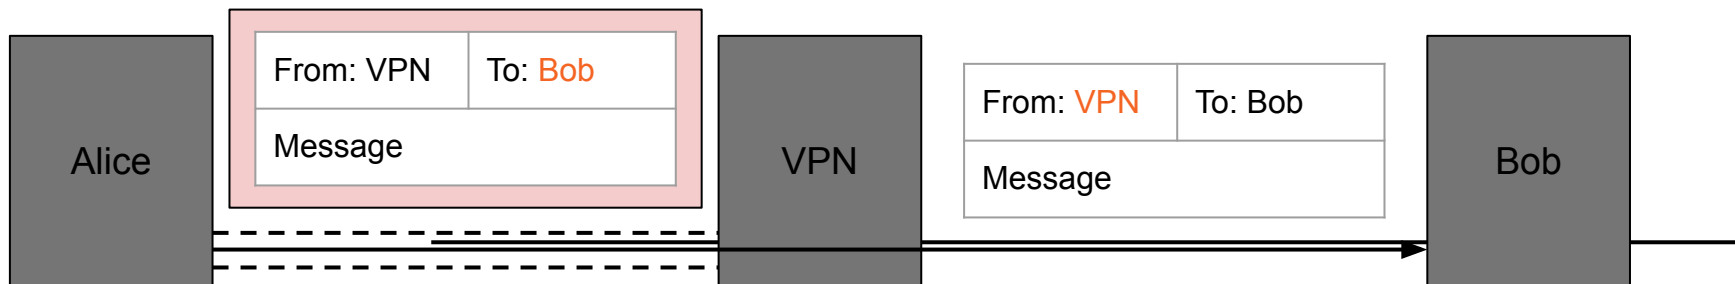 Alice
From: VPN
To: Bob
Message
VPN
From: VPN
To: Bob
Message
Bob